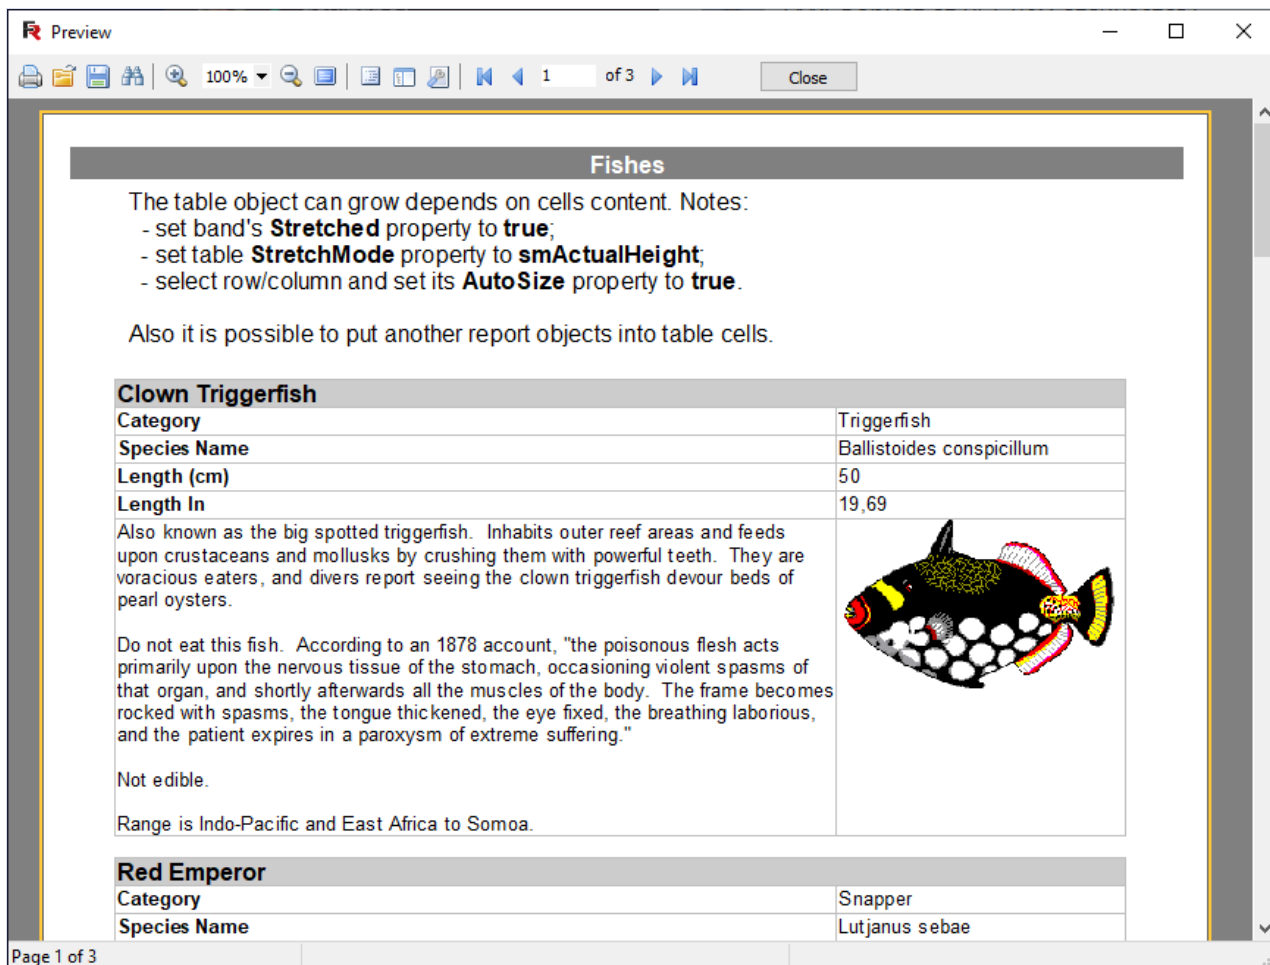 Preview
100%
1 of 3
Close
Fishes
The table object can grow depends on cells content. Notes:
- set band's Stretched property to true;
- set table StretchMode property to smActualHeight;
- select row/column and set its AutoSize property to true.
Also it is possible to put another report objects into table cells.
Clown Triggerfish
Category Triggerfish
Species Name Ballistoides conspicillum
Length (cm) 50
Length In 19,69
Also known as the big spotted triggerfish.  Inhabits outer reef areas and feeds
upon crustaceans and mollusks by crushing them with powerful teeth.  They are
voracious eaters, and divers report seeing the clown triggerfish devour beds of
pearl oysters.
Do not eat this fish.  According to an 1878 account, "the poisonous flesh acts
primarily upon the nervous tissue of the stomach, occasioning violent spasms of
that organ, and shortly afterwards all the muscles of the body.  The frame becomes
rocked with spasms, the tongue thickened, the eye fixed, the breathing laborious,
and the patient expires in a paroxysm of extreme suffering."
Not edible.
Range is Indo-Pacific and East Africa to Somoa.
Red Emperor
Category Snapper
Species Name Lutjanus sebae
Page 1 of 3